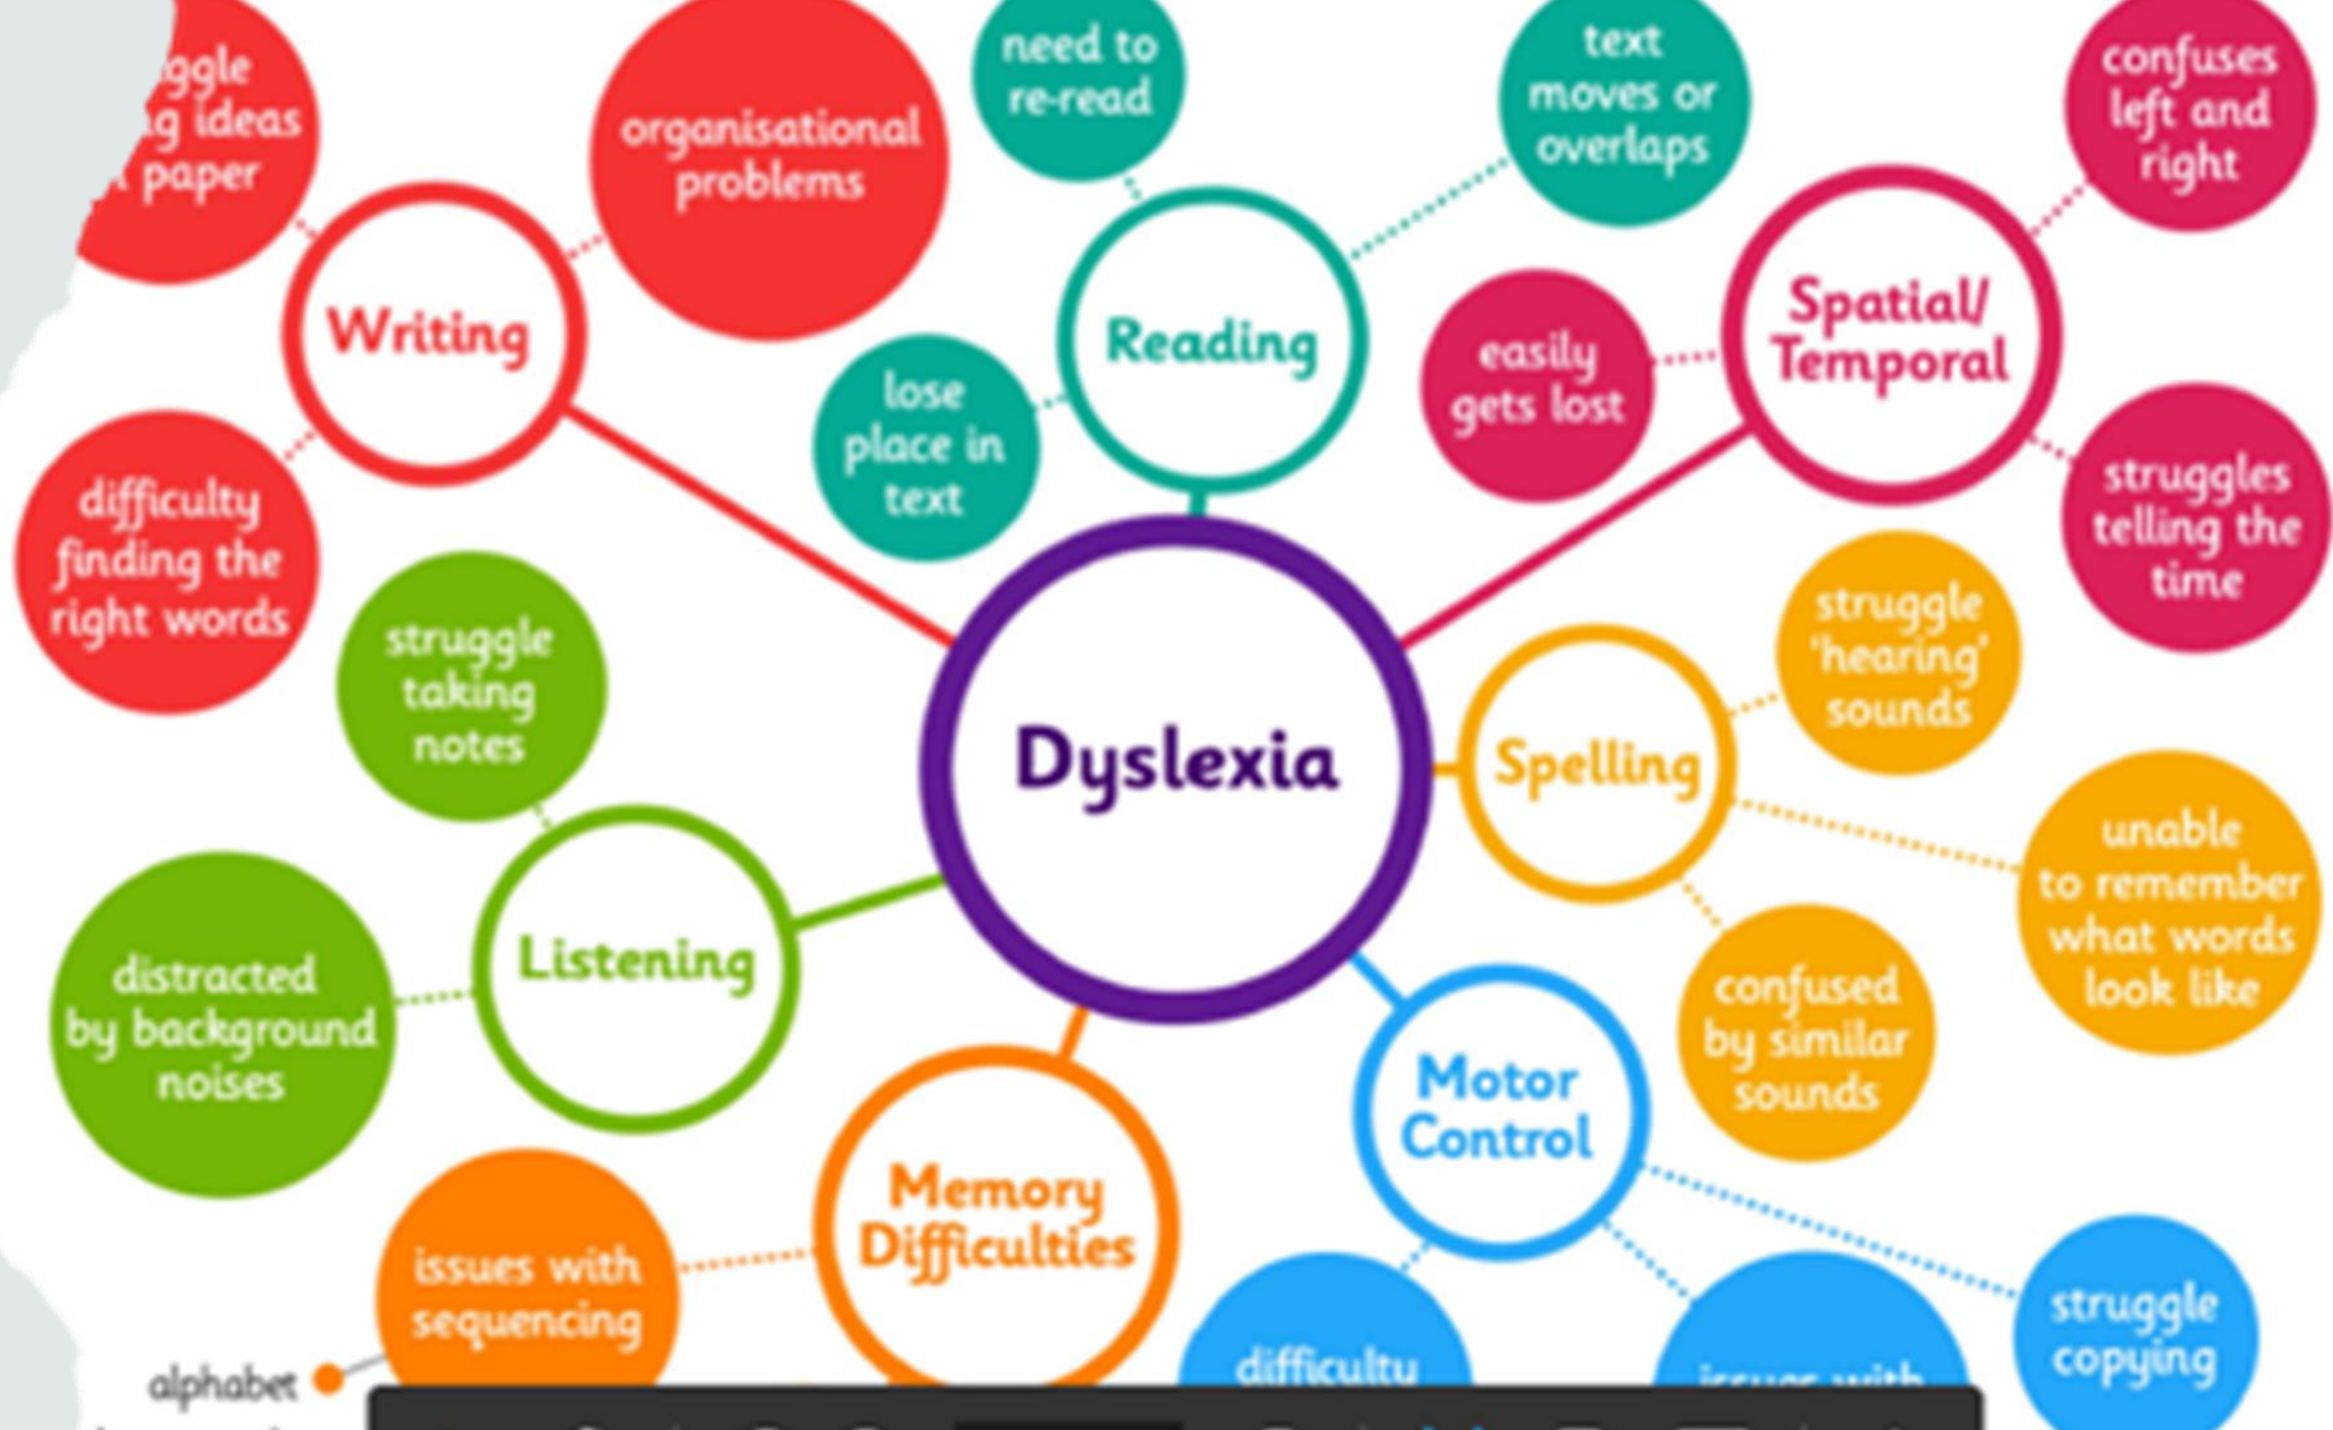 ideas
paper
organisational
problems
need to
re-read
text
moves or
overlaps
confuses
left and
right
Writing
Reading
Spatial/
Temporal
lose
place in
text
easily
gets lost
difficulty
finding the
right words
struggles
telling the
time
struggle
taking
notes
Dyslexia
Spelling
struggle
'hearing'
sounds
unable
to remember
what words
look like
Listening
distracted
by background
noises
confused
by similar
sounds
Motor
Control
Memory
Difficulties
issues with
sequencing
alphabet
difficulty
issues with
struggle
copying